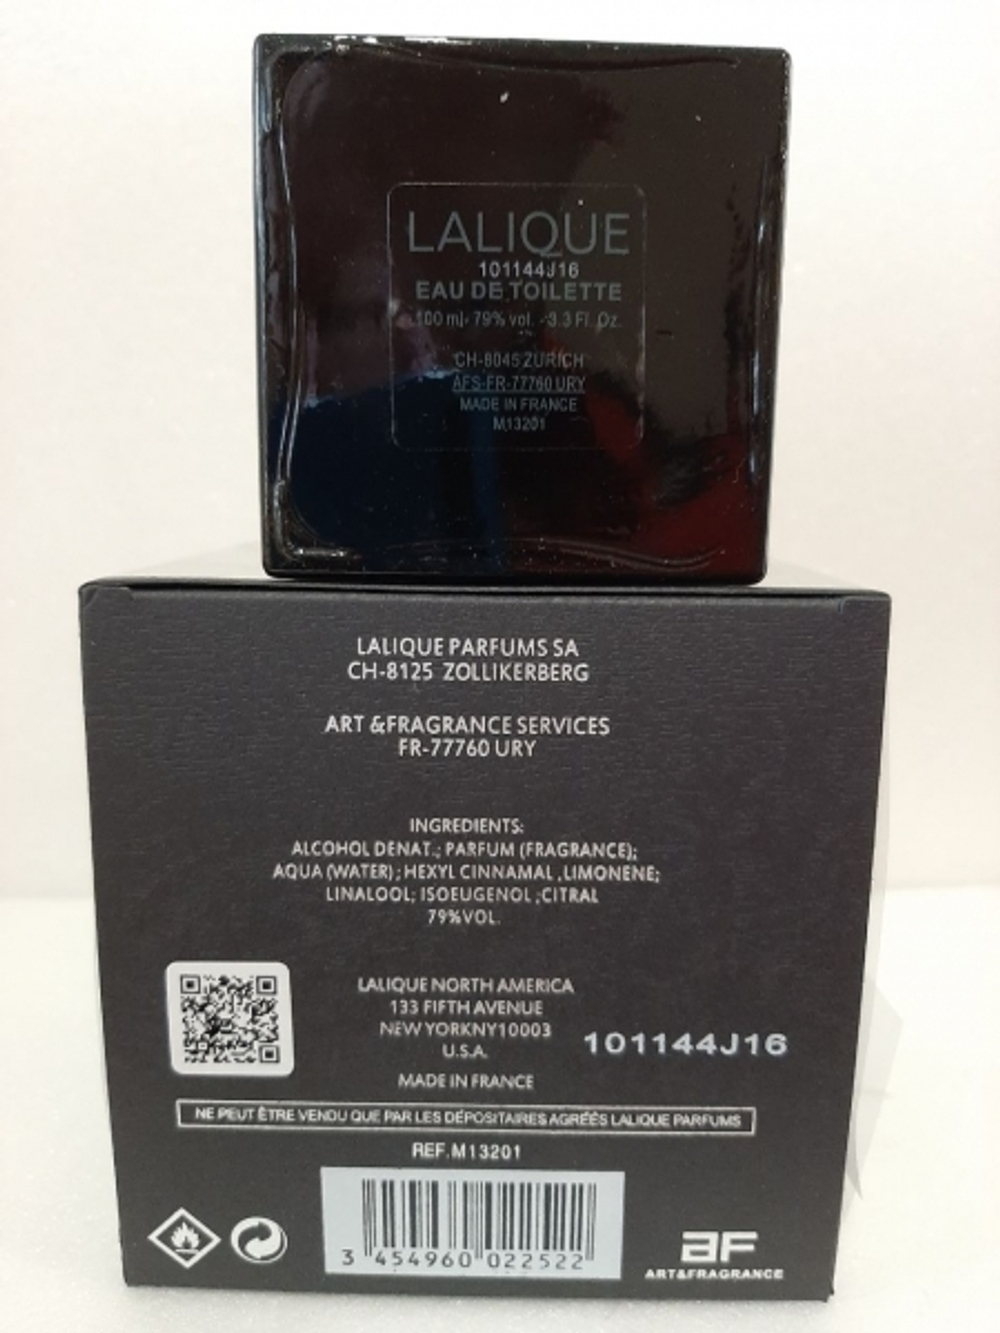 LALIQUE
101144J16
EAU DE TOILETTE
100 ml- 79% vol. -3.3 Fl. Oz.
CH-8045 ZURICH
AFS-FR-77760 URY
MADE IN FRANCE
M13201
LALIQUE PARFUMS SA
CH-8125 ZOLLIKERBERG
ART &FRAGRANCE SERVICES
FR-77760 URY
INGREDIENTS:
ALCOHOL DENAT.; PARFUM (FRAGRANCE);
AQUA (WATER) ; HEXYL CINNAMAL ,LIMONENE;
LINALOOL; ISOEUGENOL ;CITRAL
79%VOL.
LALIQUE NORTH AMERICA
133 FIFTH AVENUE
NEW YORKNY10003
U.S.A.
101144J16
MADE IN FRANCE
NE PEUT ÊTRE VENDU QUE PAR LES DÉPOSITAIRES AGRÉÉS LALIQUE PARFUMS
REF.M13201
3 454960 022522
aF
ART&FRAGRANCE